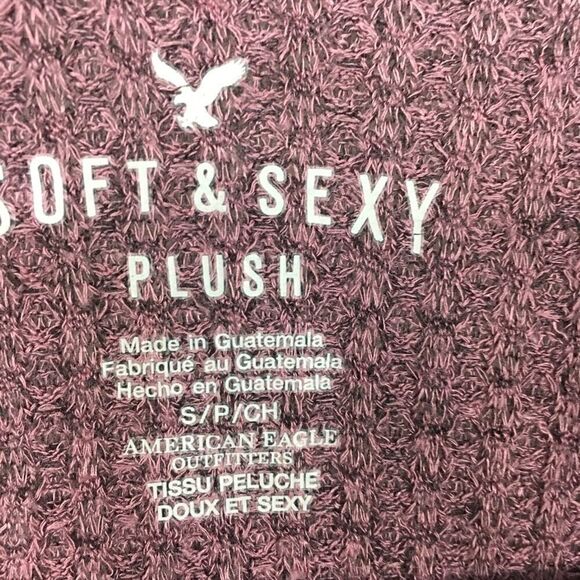 SOFT & SEXY
PLUSH
Made in Guatemala
Fabriqué au Guatemala
Hecho en Guatemala
S/P/CH
AMERICAN EAGLE
OUTFITTERS
TISSU PELUCHE
DOUX ET SEXY